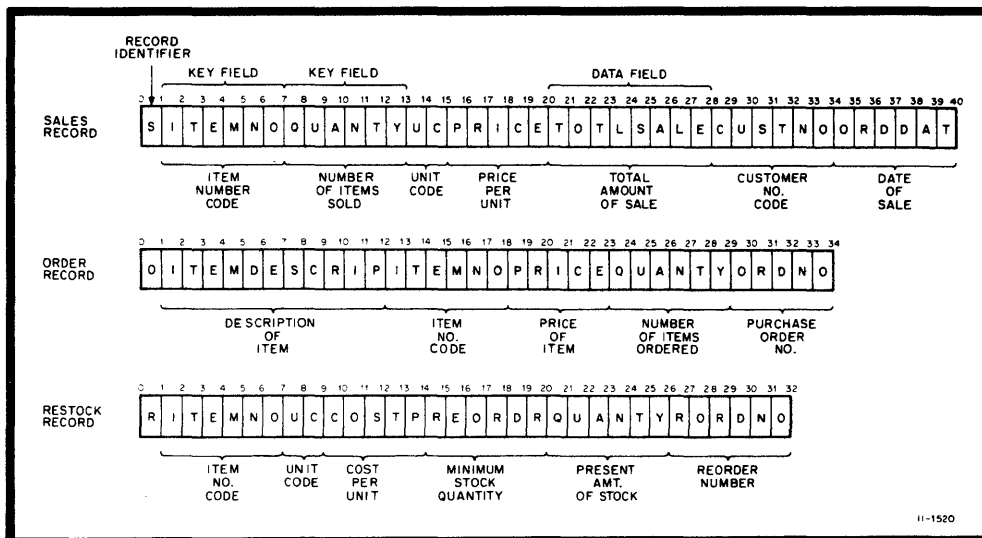 RECORD
IDENTIFIER
KEY FIELD KEY FIELD DATA FIELD
0 1 2 3 4 5 6 7 8 9 10 11 12 13 14 15 16 17 18 19 20 21 22 23 24 25 26 27 28 29 30 31 32 33 34 35 36 37 38 39 40
SALES
RECORD
S I T E M N O Q U A N T Y U C P R I C E T O T L S A L E C U S T N O O R D D A T
ITEM
NUMBER
CODE
NUMBER
OF ITEMS
SOLD
UNIT
CODE
PRICE
PER
UNIT
TOTAL
AMOUNT
OF SALE
CUSTOMER
NO.
CODE
DATE
OF
SALE
0 1 2 3 4 5 6 7 8 9 10 11 12 13 14 15 16 17 18 19 20 21 22 23 24 25 26 27 28 29 30 31 32 33 34
ORDER
RECORD
O I T E M D E S C R I P I T E M N O P R I C E Q U A N T Y O R D N O
DESCRIPTION
OF
ITEM
ITEM
NO.
CODE
PRICE
OF
ITEM
NUMBER
OF ITEMS
ORDERED
PURCHASE
ORDER
NO.
0 1 2 3 4 5 6 7 8 9 10 11 12 13 14 15 16 17 18 19 20 21 22 23 24 25 26 27 28 29 30 31 32
RESTOCK
RECORD
R I T E M N O U C C O S T P R E O R D R Q U A N T Y R O R D N O
ITEM
NO.
CODE
UNIT
CODE
COST
PER
UNIT
MINIMUM
STOCK
QUANTITY
PRESENT
AMT.
OF STOCK
REORDER
NUMBER
11-1520